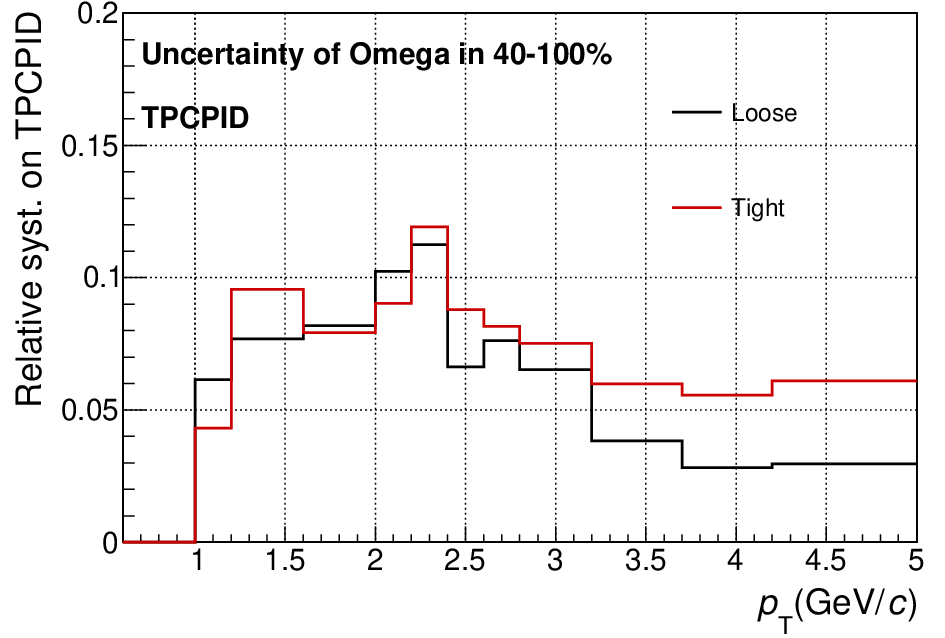 Relative syst. on TPCPID
0.2
0.15
0.1
0.05
0
Uncertainty of Omega in 40-100%
TPCPID
Loose
Tight
1 1.5 2 2.5 3 3.5 4 4.5 5
p_T(GeV/c)